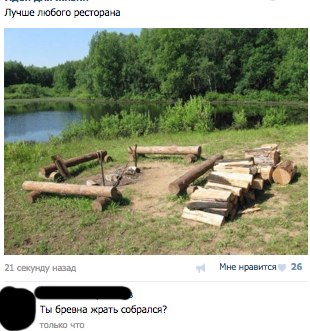 Лучше любого ресторана
21 секунду назад
Мне нравится 26
Ты бревна жрать собрался?
только что